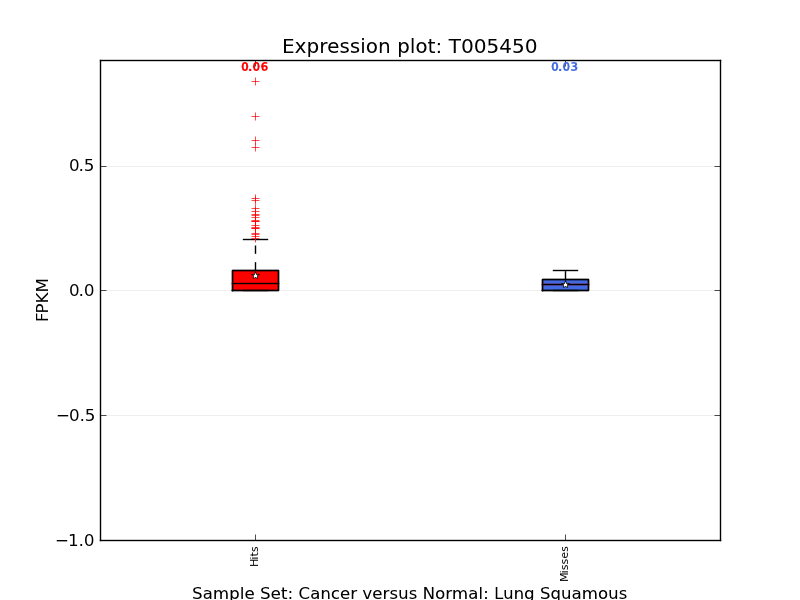 Expression plot: T005450
0.06 0.03
0.5
0.0
−0.5
−1.0
FPKM
Hits
Misses
Sample Set: Cancer versus Normal: Lung Squamous